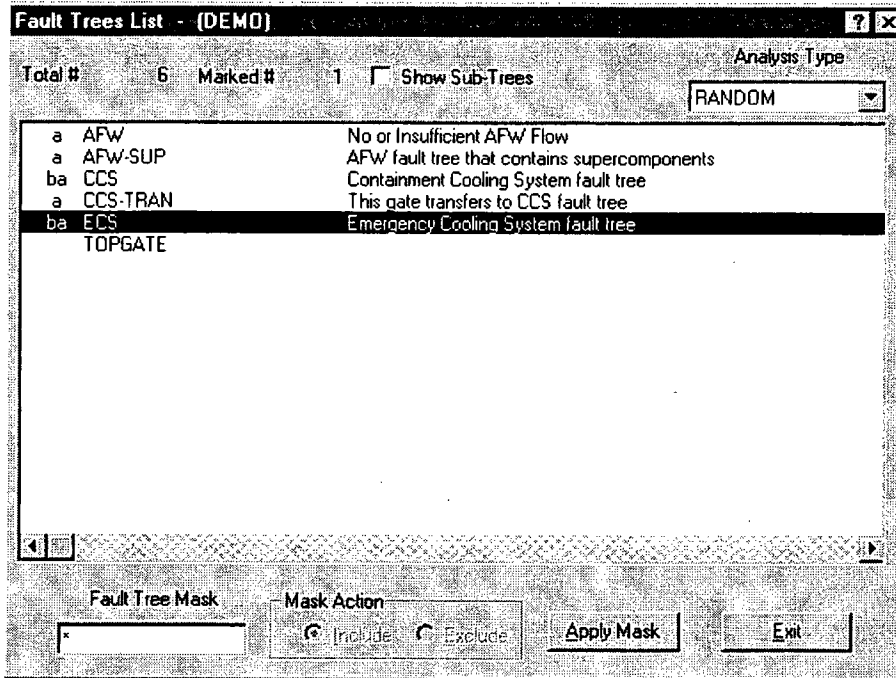 Fault Trees List - (DEMO)
Analysis Type
Total # 6 Marked # 1 Show Sub-Trees
RANDOM
a AFW No or Insufficient AFW Flow
a AFW-SUP AFW fault tree that contains supercomponents
ba CCS Containment Cooling System fault tree
a CCS-TRAN This gate transfers to CCS fault tree
ba ECS Emergency Cooling System fault tree
TOPGATE
Fault Tree Mask Mask Action
* Include Exclude Apply Mask Exit